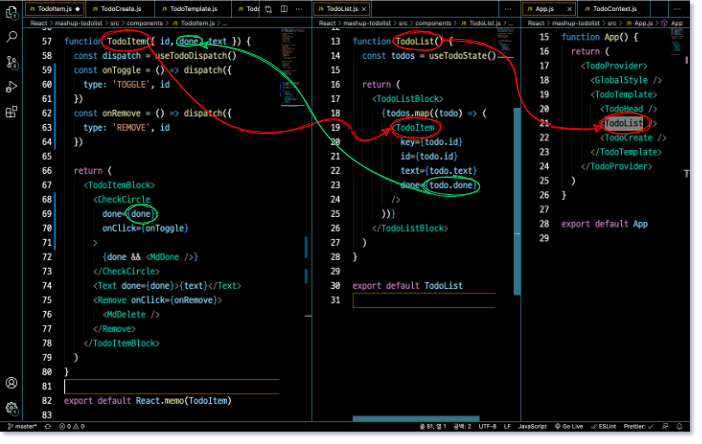 TodoItem.js
TodoCreate.js
TodoTemplate.js
React > mashup-todolist > src > components > TodoItem.js
57 function TodoItem({ id, done, text }) {
58 const dispatch = useTodoDispatch()
59 const onToggle = () => dispatch({
60 type: 'TOGGLE', id
61 })
62 const onRemove = () => dispatch({
63 type: 'REMOVE', id
64 })
65
66 return (
67 <TodoItemBlock>
68 <CheckCircle
69 done={done}
70 onClick={onToggle}
71 >
72 {done && <MdDone />}
73 </CheckCircle>
74 <Text done={done}>{text}</Text>
75 <Remove onClick={onRemove}>
76 <MdDelete />
77 </Remove>
78 </TodoItemBlock>
79 )
80 }
81
82 export default React.memo(TodoItem)
83
TodoList.js
React > mashup-todolist > src > components > TodoList.js
13 function TodoList() {
14 const todos = useTodoState()
15
16 return (
17 <TodoListBlock>
18 {todos.map((todo) => (
19 <TodoItem
20 key={todo.id}
21 id={todo.id}
22 text={todo.text}
23 done={todo.done}
24 />
25 ))}
26 </TodoListBlock>
27 )
28 }
29
30 export default TodoList
31
App.js
TodoContext.js
React > mashup-todolist > src > App.js > App
15 function App() {
16 return (
17 <TodoProvider>
18 <GlobalStyle />
19 <TodoTemplate>
20 <TodoHead />
21 <TodoList />
22 <TodoCreate />
23 </TodoTemplate>
24 </TodoProvider>
25 )
26 }
27
28 export default App
29
master* 0 0 줄 81, 열 1 공백: 2 UTF-8 LF JavaScript Go Live ESLint Prettier